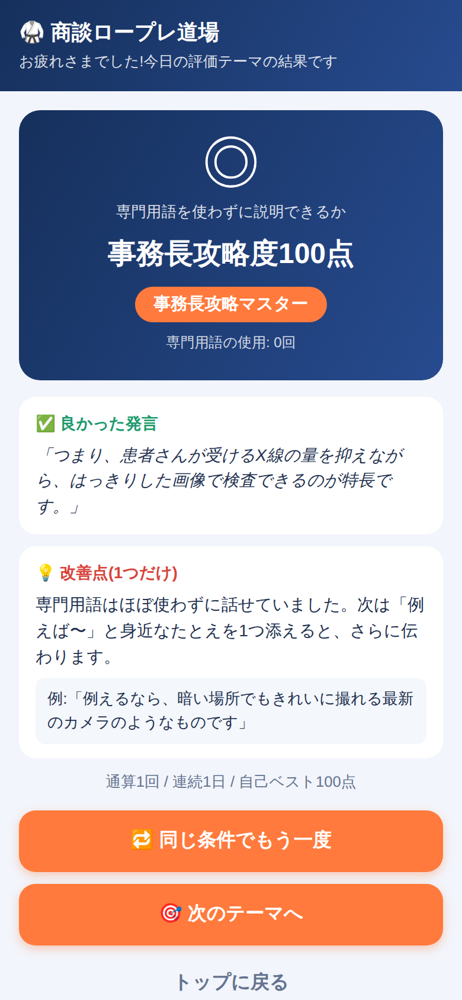 🥋 商談ロープレ道場
お疲れさまでした!今日の評価テーマの結果です
◎
専門用語を使わずに説明できるか
事務長攻略度100点
事務長攻略マスター
専門用語の使用: 0回
✅ 良かった発言
「つまり、患者さんが受けるX線の量を抑えなが
ら、はっきりした画像で検査できるのが特長で
す。」
💡 改善点(1つだけ)
専門用語はほぼ使わずに話せていました。次は「例
えば〜」と身近なたとえを1つ添えると、さらに伝
わります。
例:「例えるなら、暗い場所でもきれいに撮れる最新
のカメラのようなものです」
通算1回 / 連続1日 / 自己ベスト100点
🔁 同じ条件でもう一度
🎯 次のテーマへ
トップに戻る